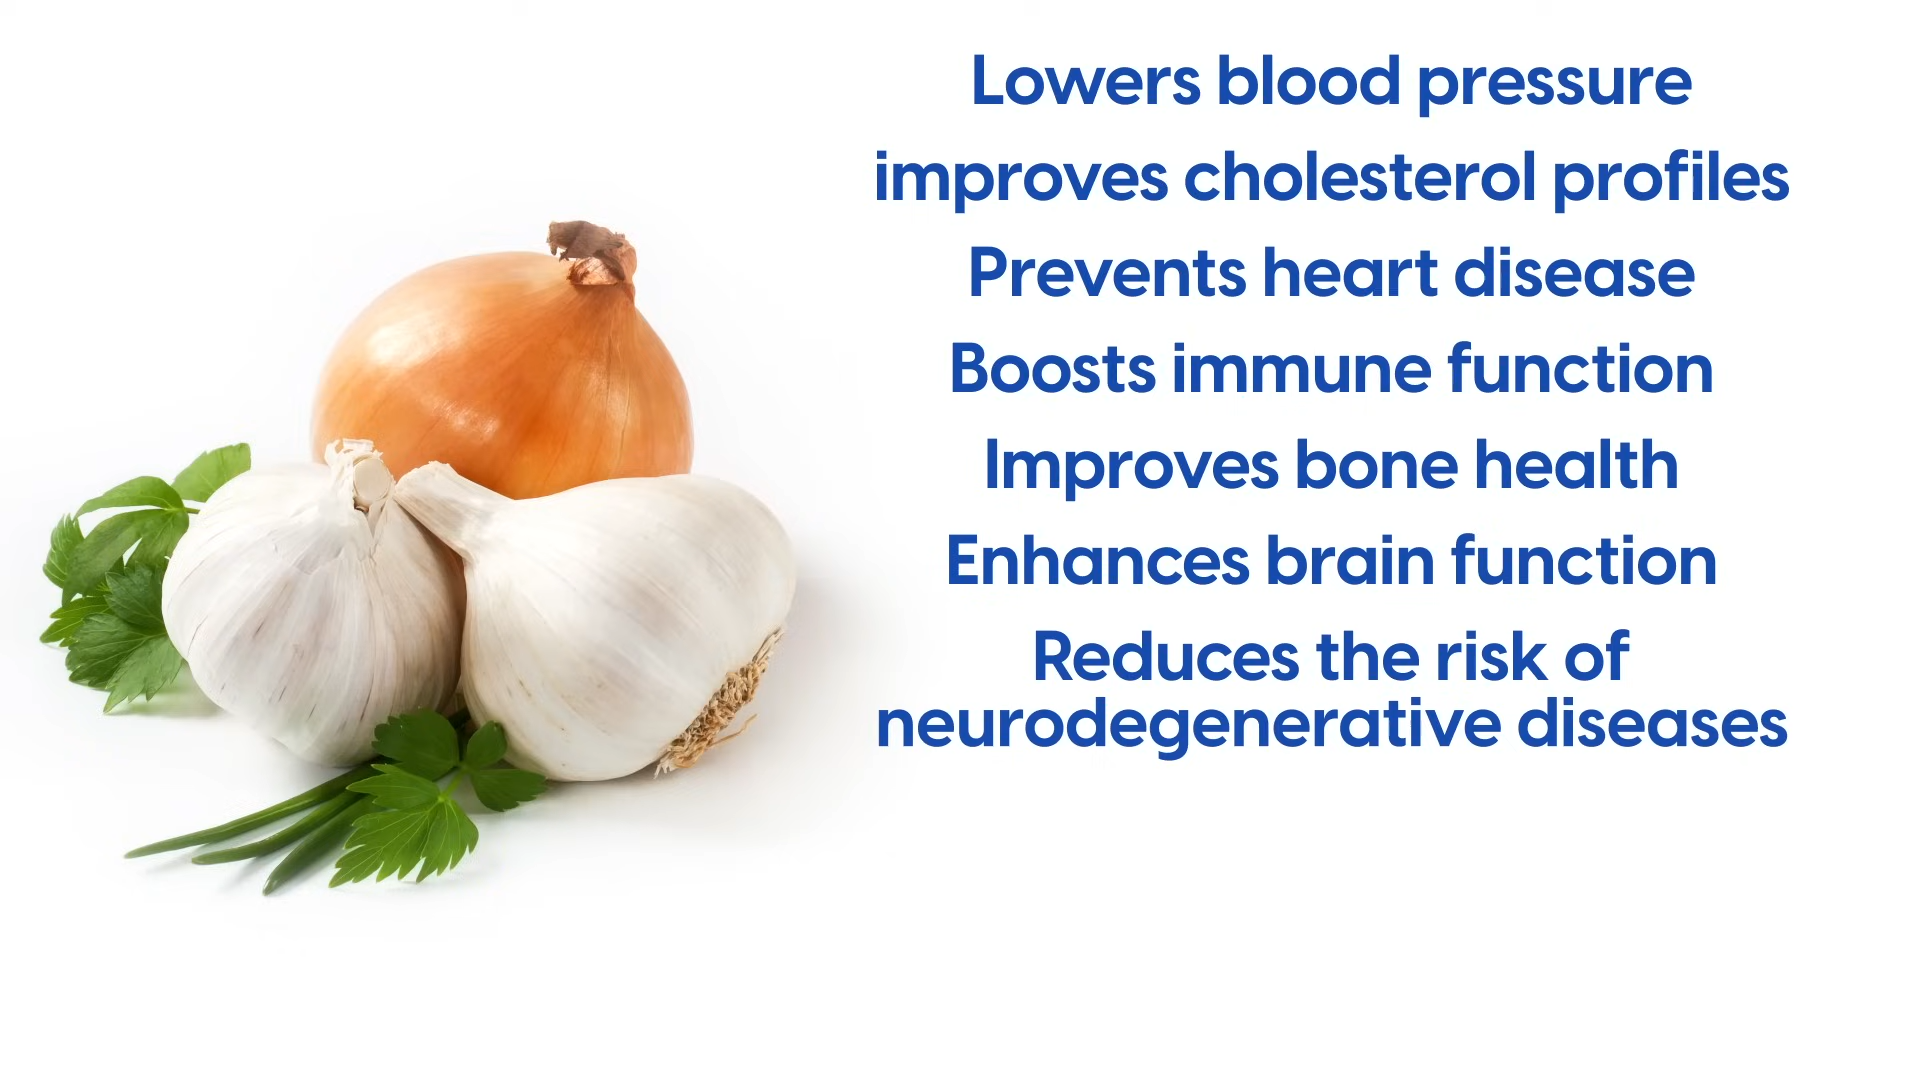 Lowers blood pressure
improves cholesterol profiles
Prevents heart disease
Boosts immune function
Improves bone health
Enhances brain function
Reduces the risk of
neurodegenerative diseases